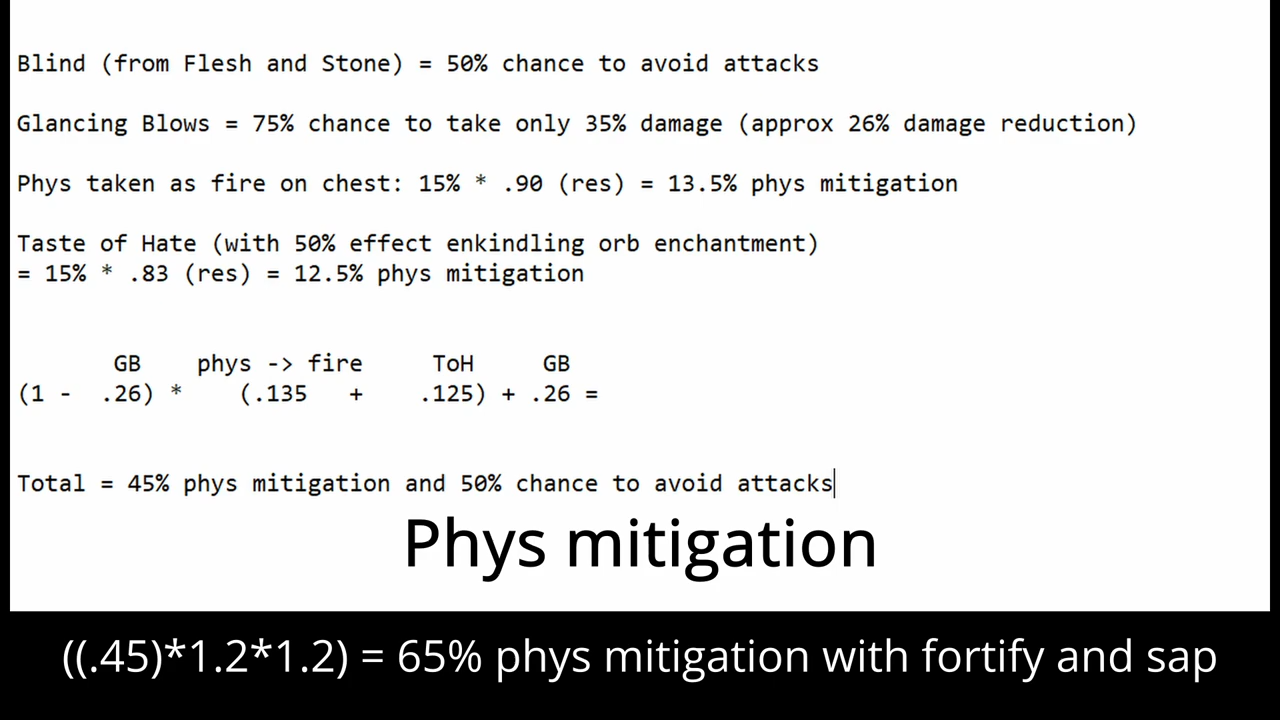 Blind (from Flesh and Stone) = 50% chance to avoid attacks
Glancing Blows = 75% chance to take only 35% damage (approx 26% damage reduction)
Phys taken as fire on chest: 15% * .90 (res) = 13.5% phys mitigation
Taste of Hate (with 50% effect enkindling orb enchantment)
= 15% * .83 (res) = 12.5% phys mitigation
GB phys -> fire ToH GB
(1 - .26) * (.135 + .125) + .26 =
Total = 45% phys mitigation and 50% chance to avoid attacks
Phys mitigation
((.45)*1.2*1.2) = 65% phys mitigation with fortify and sap